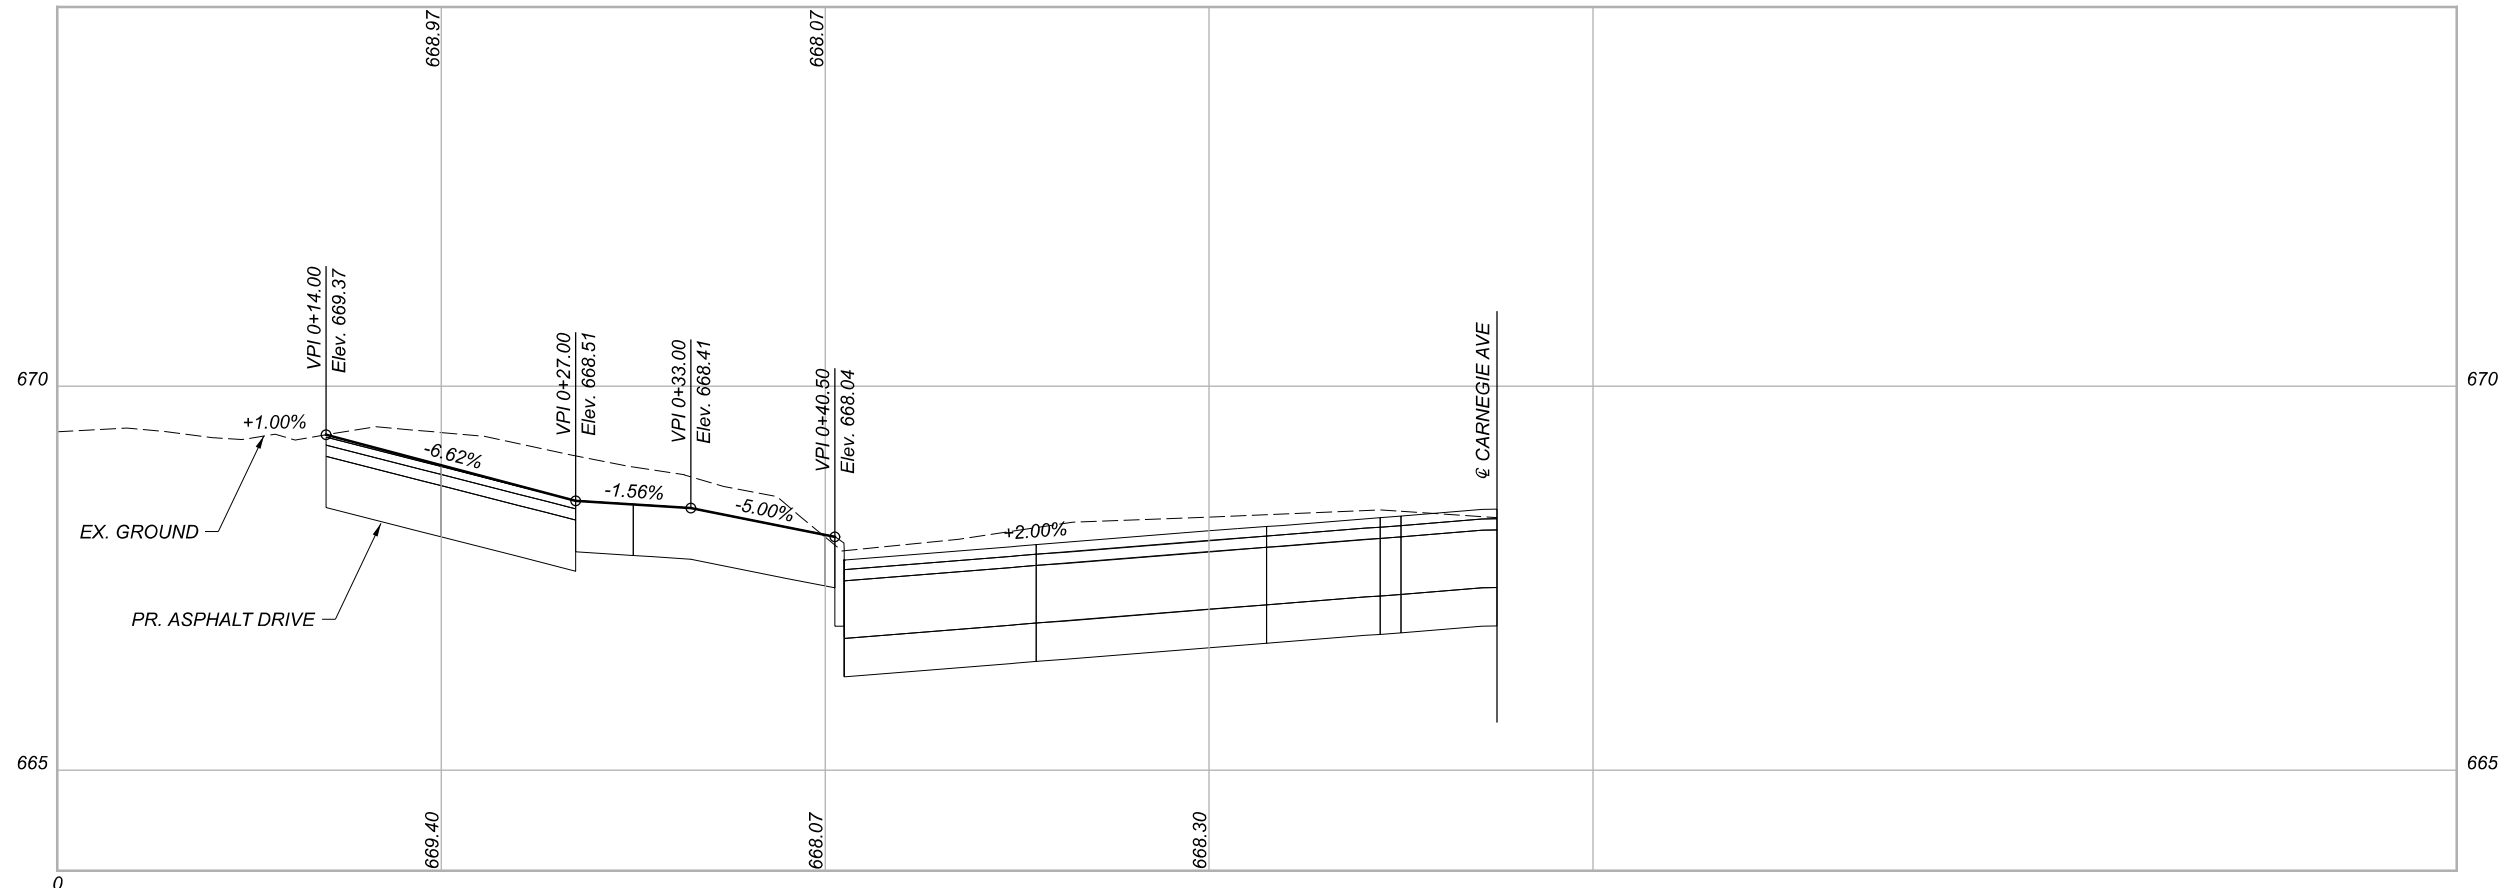 668.97
668.07
VPI 0+14.00
Elev. 669.37
VPI 0+27.00
Elev. 668.51
VPI 0+33.00
Elev. 668.41
VPI 0+40.50
Elev. 668.04
℄ CARNEGIE AVE
670
670
+1.00%
-6.62%
-1.56%
-5.00%
+2.00%
EX. GROUND
PR. ASPHALT DRIVE
665
665
669.40
668.07
668.30
0